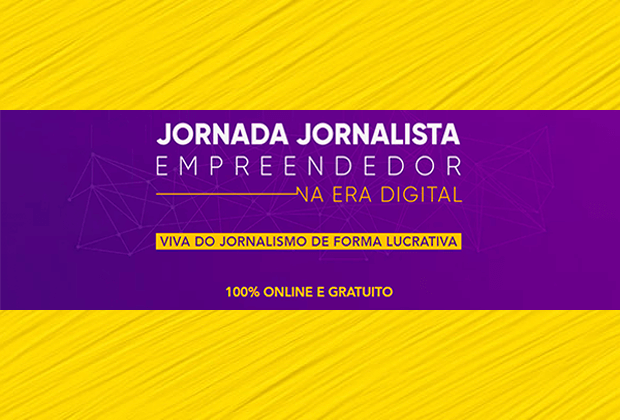 JORNADA JORNALISTA
EMPREENDEDOR
NA ERA DIGITAL
VIVA DO JORNALISMO DE FORMA LUCRATIVA
100% ONLINE E GRATUITO